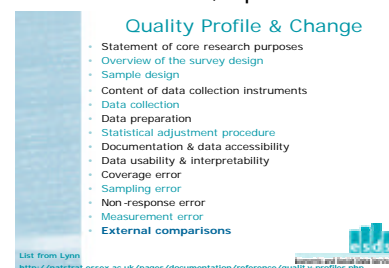 Quality Profile & Change
Statement of core research purposes
Overview of the survey design
Sample design
Content of data collection instruments
Data collection
Data preparation
Statistical adjustment procedure
Documentation & data accessibility
Data usability & interpretability
Coverage error
Sampling error
Non-response error
Measurement error
External comparisons
List from Lynn
esds